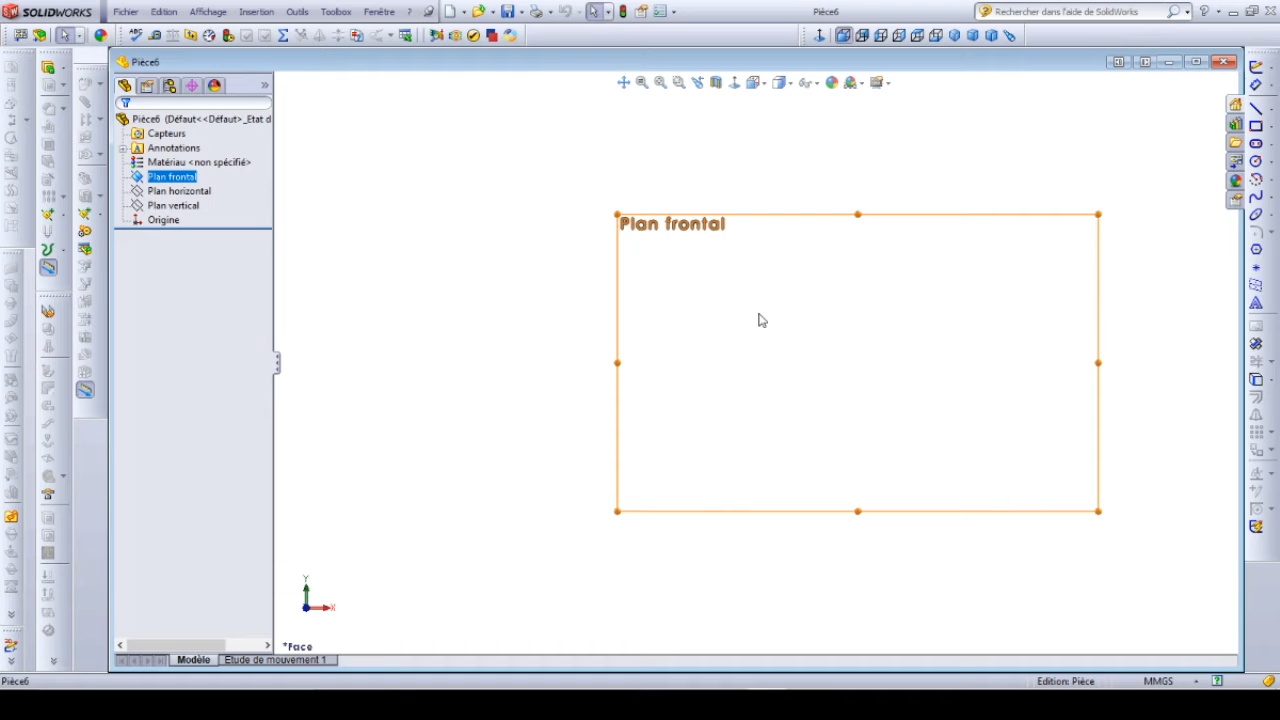 SOLIDWORKS Fichier Edition Affichage Insertion Outils Toolbox Fenêtre ? Pièce6 Rechercher dans l'aide de SolidWorks ?
Pièce6
Pièce6 (Défaut<<Défaut>_Etat d
Capteurs
Annotations
Matériau <non spécifié>
Plan frontal
Plan horizontal
Plan vertical
Origine
Plan frontal
Y
X
*Face
Modèle Etude de mouvement 1
Pièce6 Edition: Pièce MMGS ?